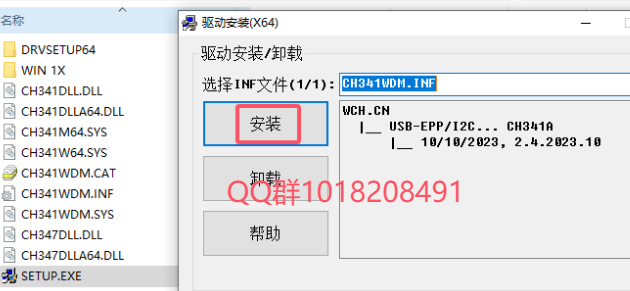 名称
DRVSETUP64
WIN 1X
CH341DLL.DLL
CH341DLLA64.DLL
CH341M64.SYS
CH341W64.SYS
CH341WDM.CAT
CH341WDM.INF
CH341WDM.SYS
CH347DLL.DLL
CH347DLLA64.DLL
SETUP.EXE
驱动安装(X64)
驱动安装/卸载
选择INF文件(1/1):
CH341WDM.INF
安装
卸载
帮助
WCH.CN
|__ USB-EPP/I2C... CH341A
|__ 10/10/2023, 2.4.2023.10
QQ群1018208491